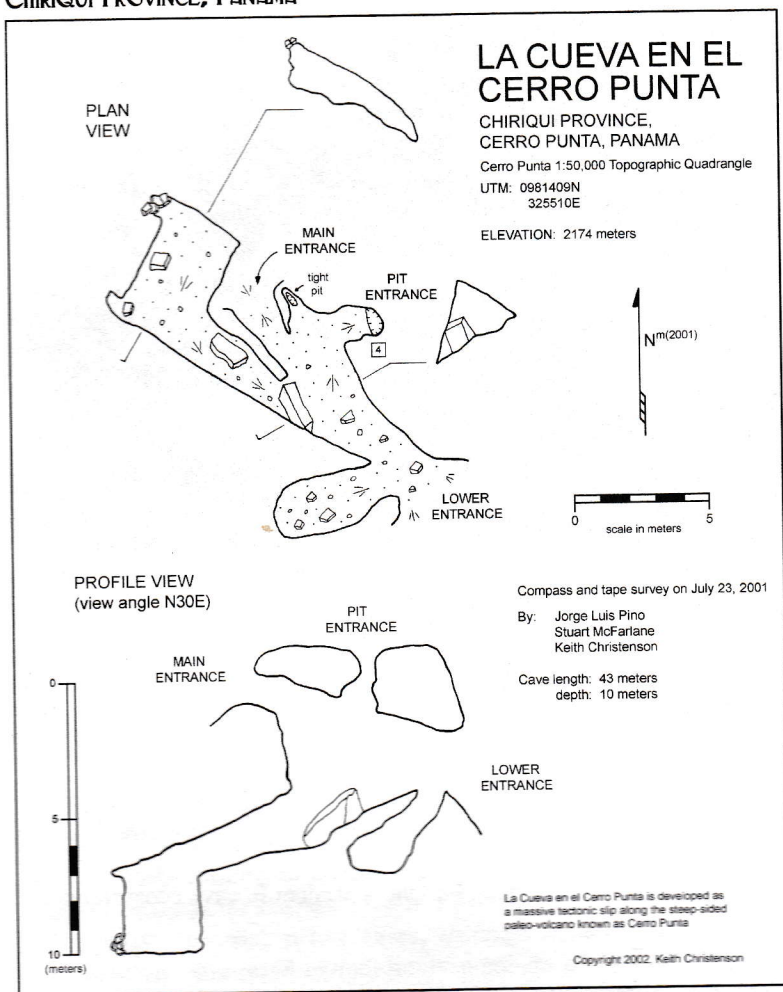 CHIRIQUI PROVINCE, PANAMA
LA CUEVA EN EL
CERRO PUNTA
CHIRIQUI PROVINCE,
CERRO PUNTA, PANAMA
Cerro Punta 1:50,000 Topographic Quadrangle
UTM: 0981409N
325510E
ELEVATION: 2174 meters
PLAN
VIEW
MAIN
ENTRANCE
tight
pit
PIT
ENTRANCE
4
Nm(2001)
LOWER
ENTRANCE
0
5
scale in meters
PROFILE VIEW
(view angle N30E)
Compass and tape survey on July 23, 2001
By: Jorge Luis Pino
Stuart McFarlane
Keith Christenson
Cave length: 43 meters
depth: 10 meters
PIT
ENTRANCE
MAIN
ENTRANCE
LOWER
ENTRANCE
0
5
10
(meters)
La Cueva en el Cerro Punta is developed as
a massive tectonic slip along the steep-sided
paleo-volcano known as Cerro Punta
Copyright 2002. Keith Christenson